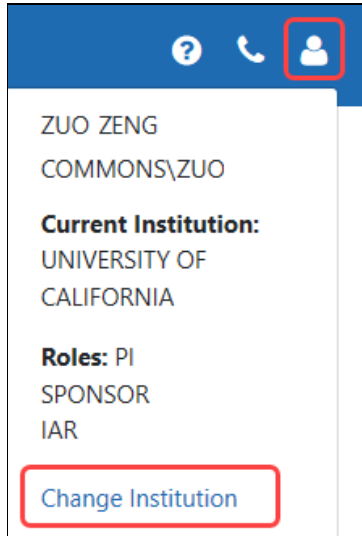 ZUO ZENG
COMMONS\ZUO
Current Institution:
UNIVERSITY OF
CALIFORNIA
Roles: PI
SPONSOR
IAR
Change Institution